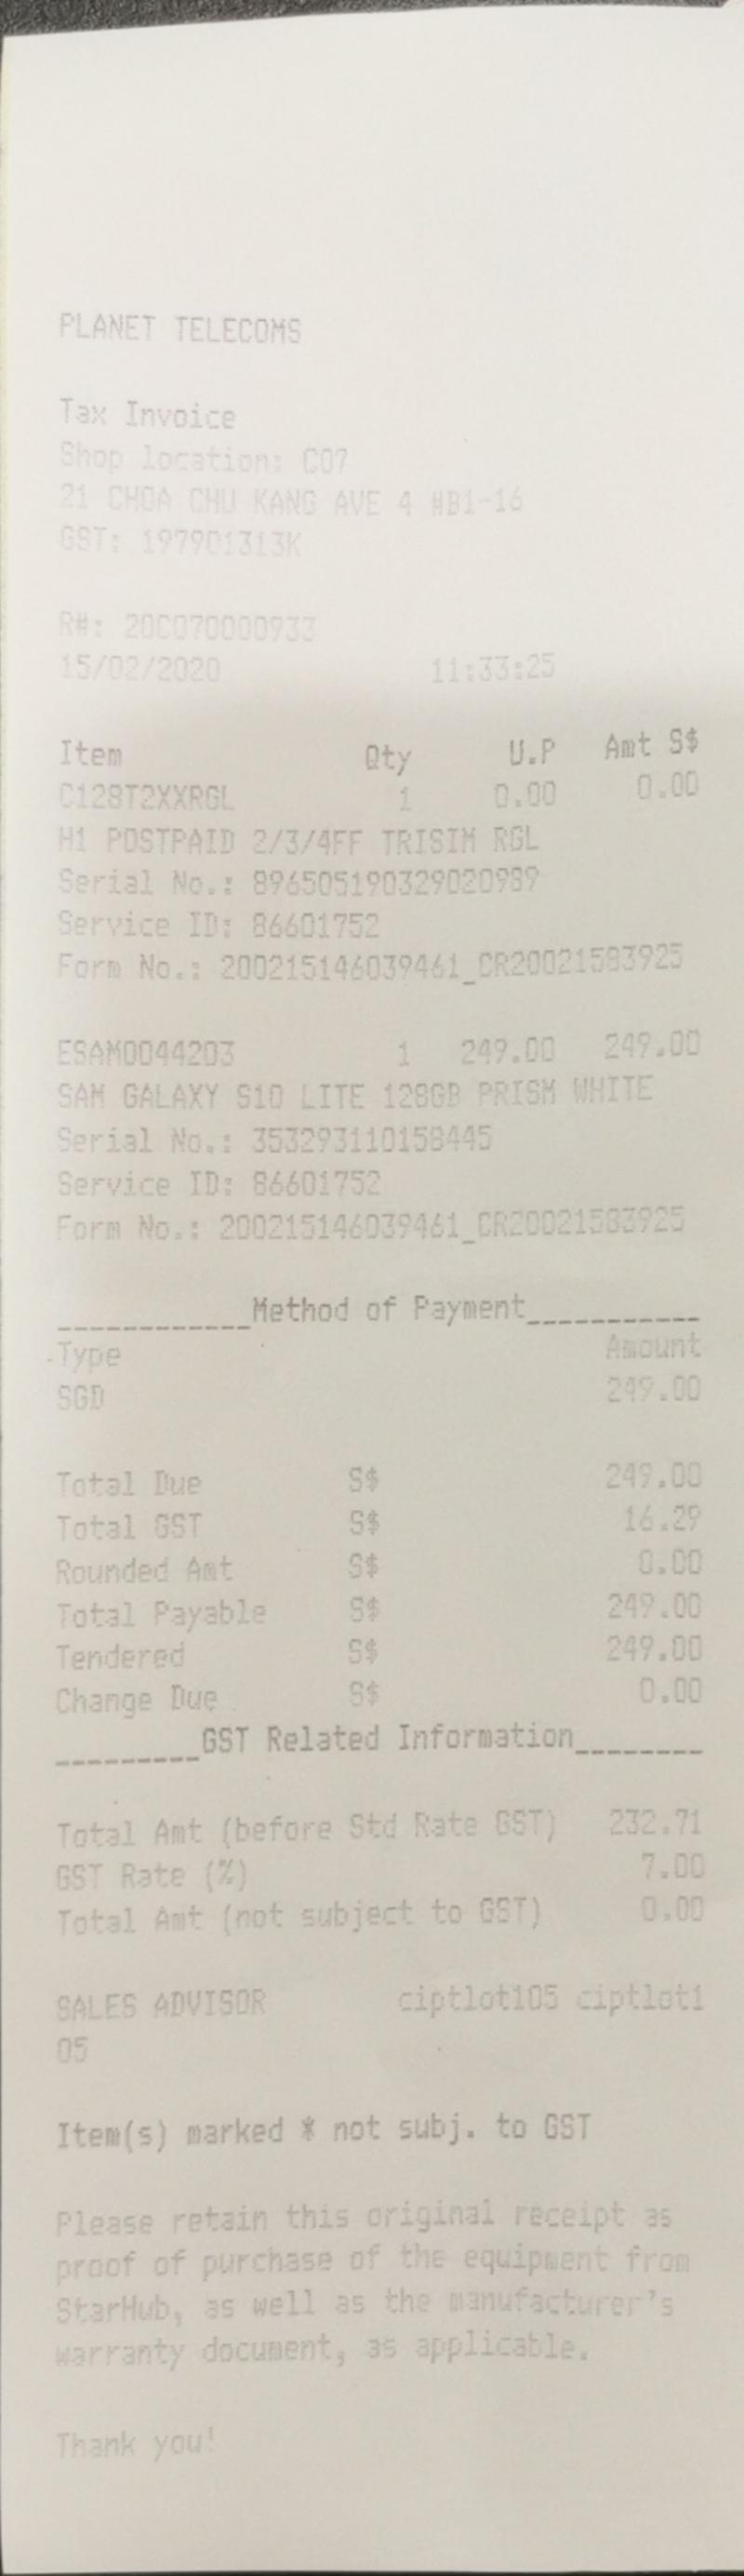 PLANET TELECOMS
Tax Invoice
Shop location: C07
21 CHOA CHU KANG AVE 4 #B1-16
GST: 197901313K
R#: 20C070000933
15/02/2020 11:33:25
Item Qty U.P Amt S$
C128T2XXRGL 1 0.00 0.00
H1 POSTPAID 2/3/4FF TRISIM RGL
Serial No.: 896505190329020989
Service ID: 86601752
Form No.: 200215146039461_CR20021583925
ESAM0044203 1 249.00 249.00
SAM GALAXY S10 LITE 128GB PRISM WHITE
Serial No.: 353293110158445
Service ID: 86601752
Form No.: 200215146039461_CR20021583925
____________Method of Payment___________
Type Amount
SGD 249.00
Total Due S$ 249.00
Total GST S$ 16.29
Rounded Amt S$ 0.00
Total Payable S$ 249.00
Tendered S$ 249.00
Change Due S$ 0.00
_________GST Related Information________
Total Amt (before Std Rate GST) 232.71
GST Rate (%) 7.00
Total Amt (not subject to GST) 0.00
SALES ADVISOR ciptlot105 ciptlot1
05
Item(s) marked * not subj. to GST
Please retain this original receipt as
proof of purchase of the equipment from
StarHub, as well as the manufacturer's
warranty document, as applicable.
Thank you!